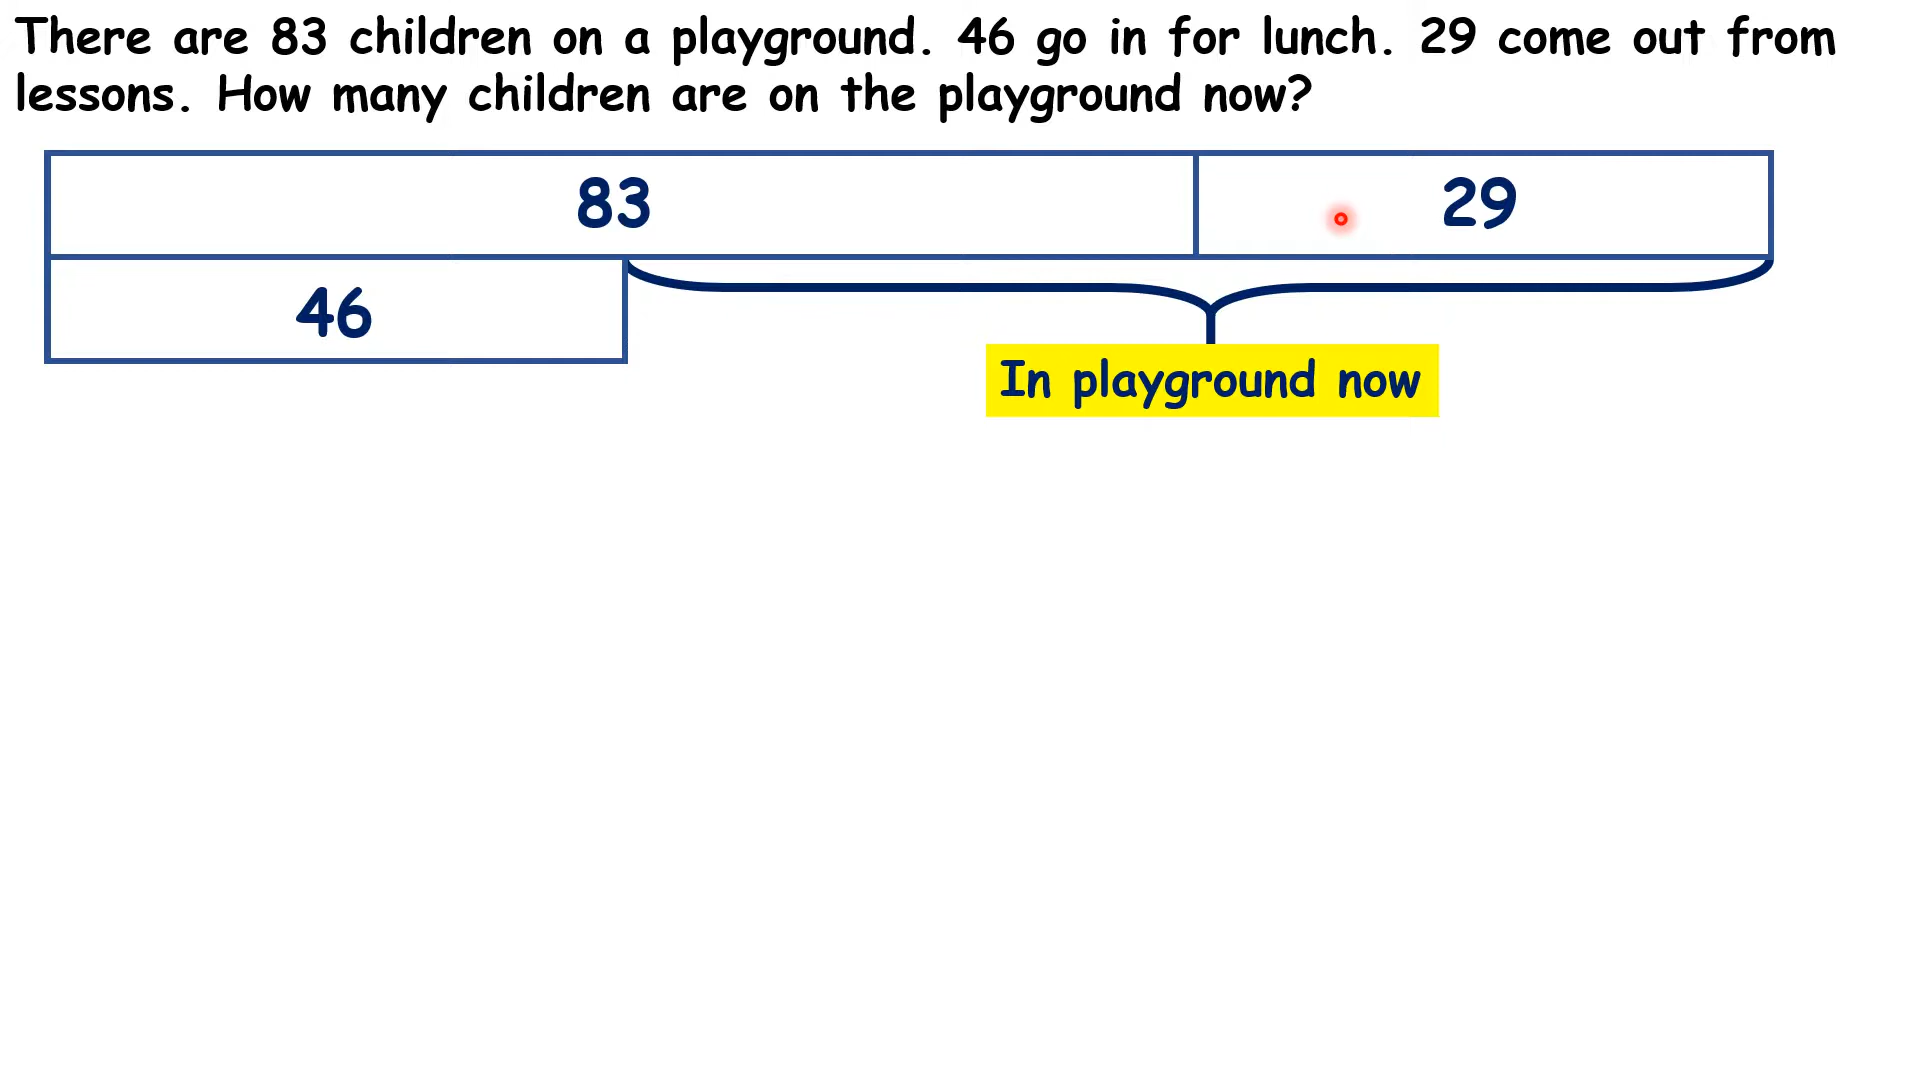 There are 83 children on a playground. 46 go in for lunch. 29 come out from
lessons. How many children are on the playground now?
83
29
46
In playground now